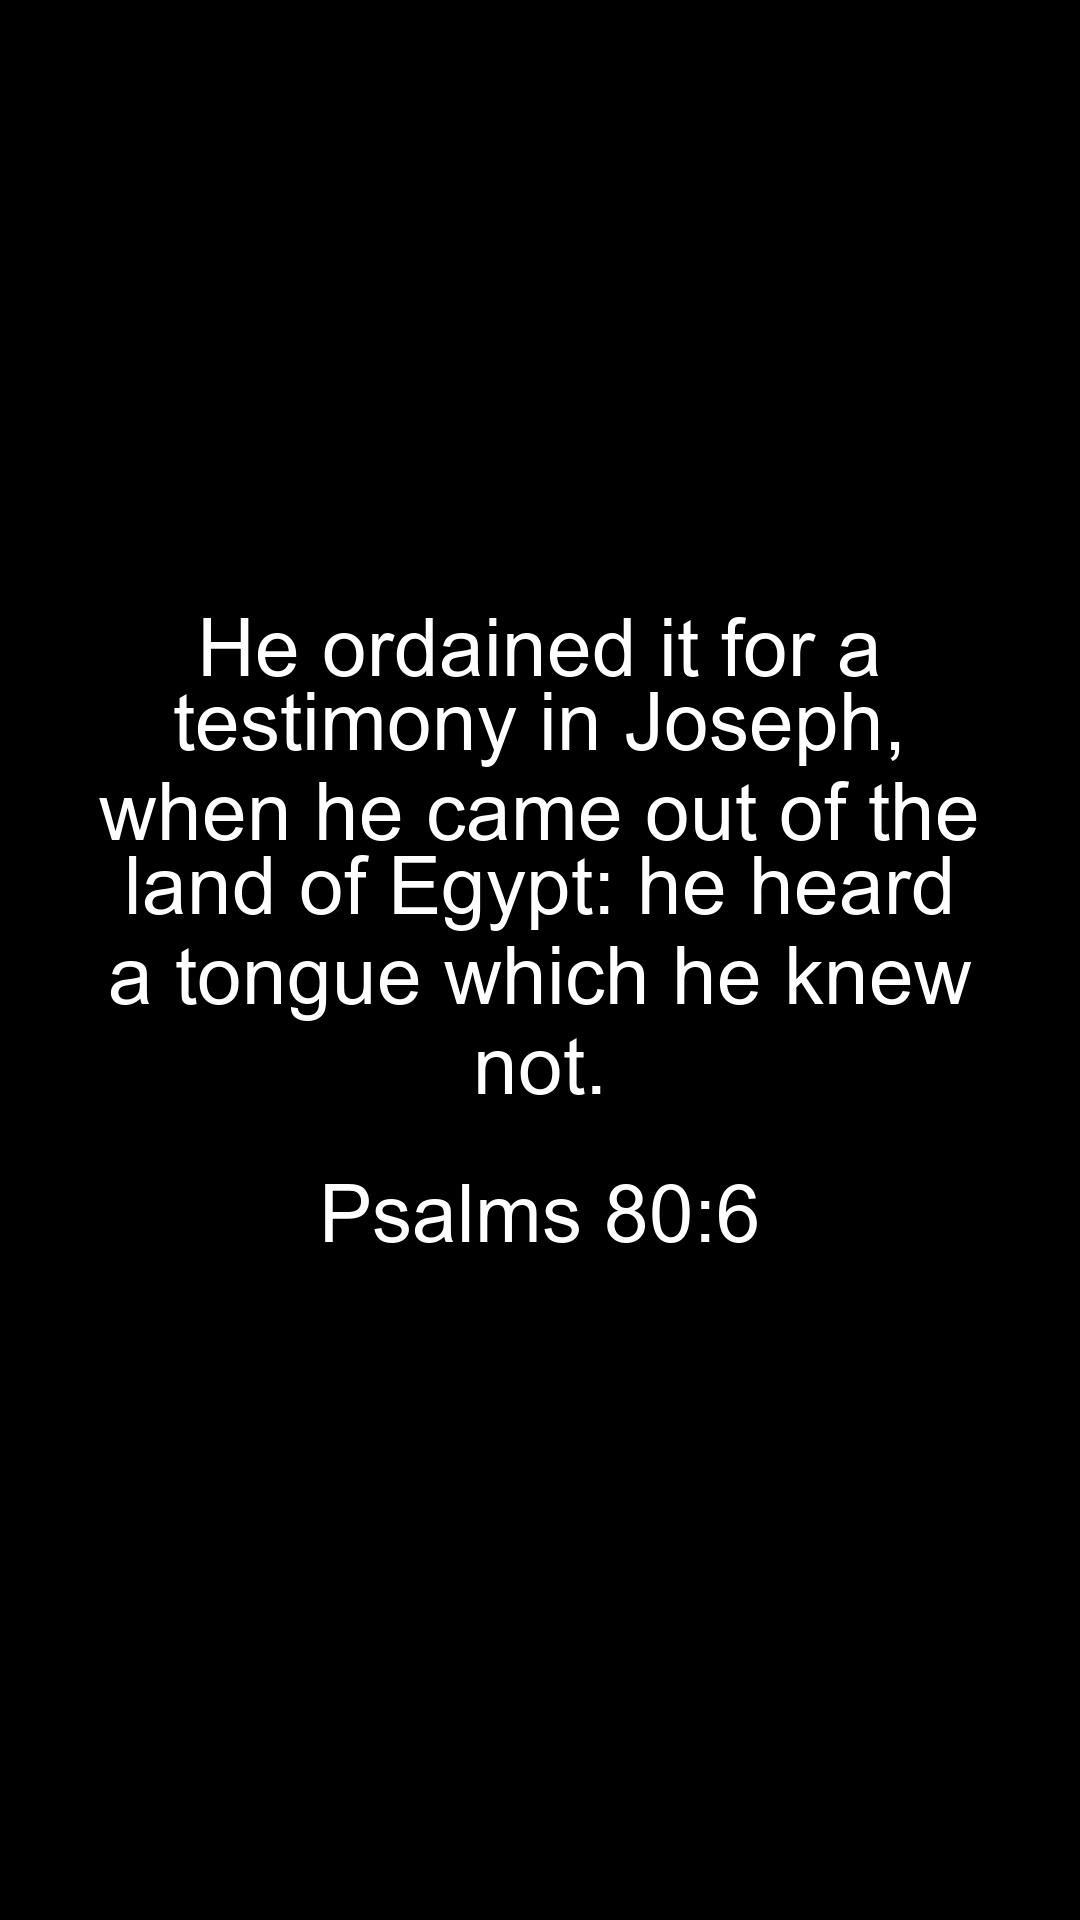 He ordained it for a
testimony in Joseph,
when he came out of the
land of Egypt: he heard
a tongue which he knew
not.
Psalms 80:6